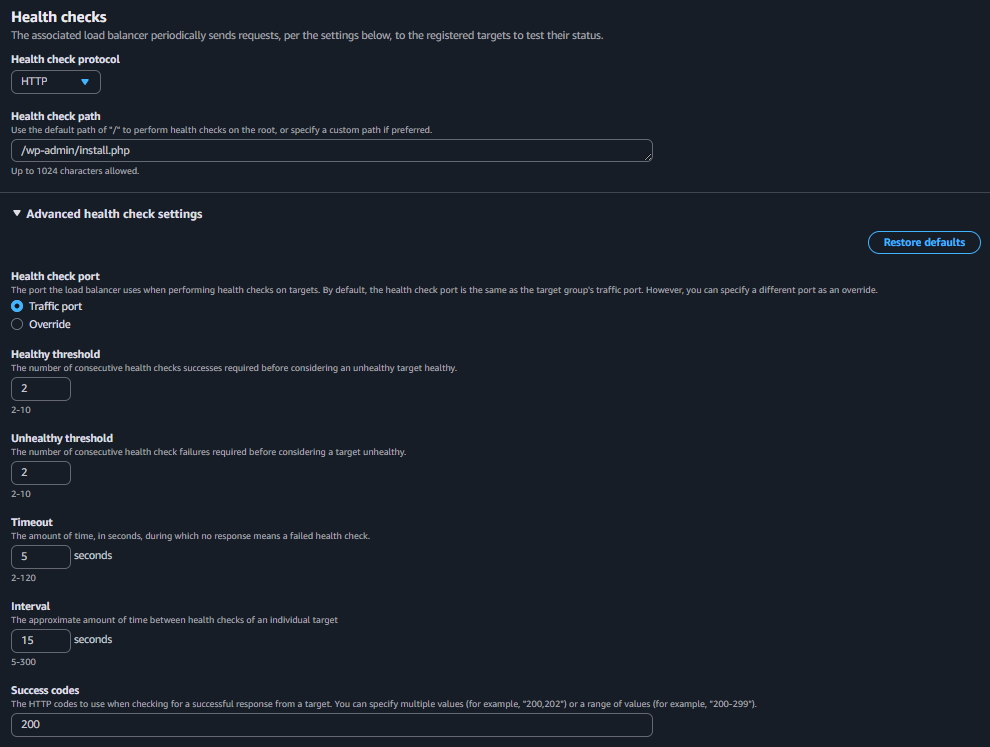 Health checks
The associated load balancer periodically sends requests, per the settings below, to the registered targets to test their status.
Health check protocol
HTTP
Health check path
Use the default path of "/" to perform health checks on the root, or specify a custom path if preferred.
/wp-admin/install.php
Up to 1024 characters allowed.
Advanced health check settings
Restore defaults
Health check port
The port the load balancer uses when performing health checks on targets. By default, the health check port is the same as the target group's traffic port. However, you can specify a different port as an override.
Traffic port
Override
Healthy threshold
The number of consecutive health checks successes required before considering an unhealthy target healthy.
2
2-10
Unhealthy threshold
The number of consecutive health check failures required before considering a target unhealthy.
2
2-10
Timeout
The amount of time, in seconds, during which no response means a failed health check.
5 seconds
2-120
Interval
The approximate amount of time between health checks of an individual target
15 seconds
5-300
Success codes
The HTTP codes to use when checking for a successful response from a target. You can specify multiple values (for example, "200,202") or a range of values (for example, "200-299").
200